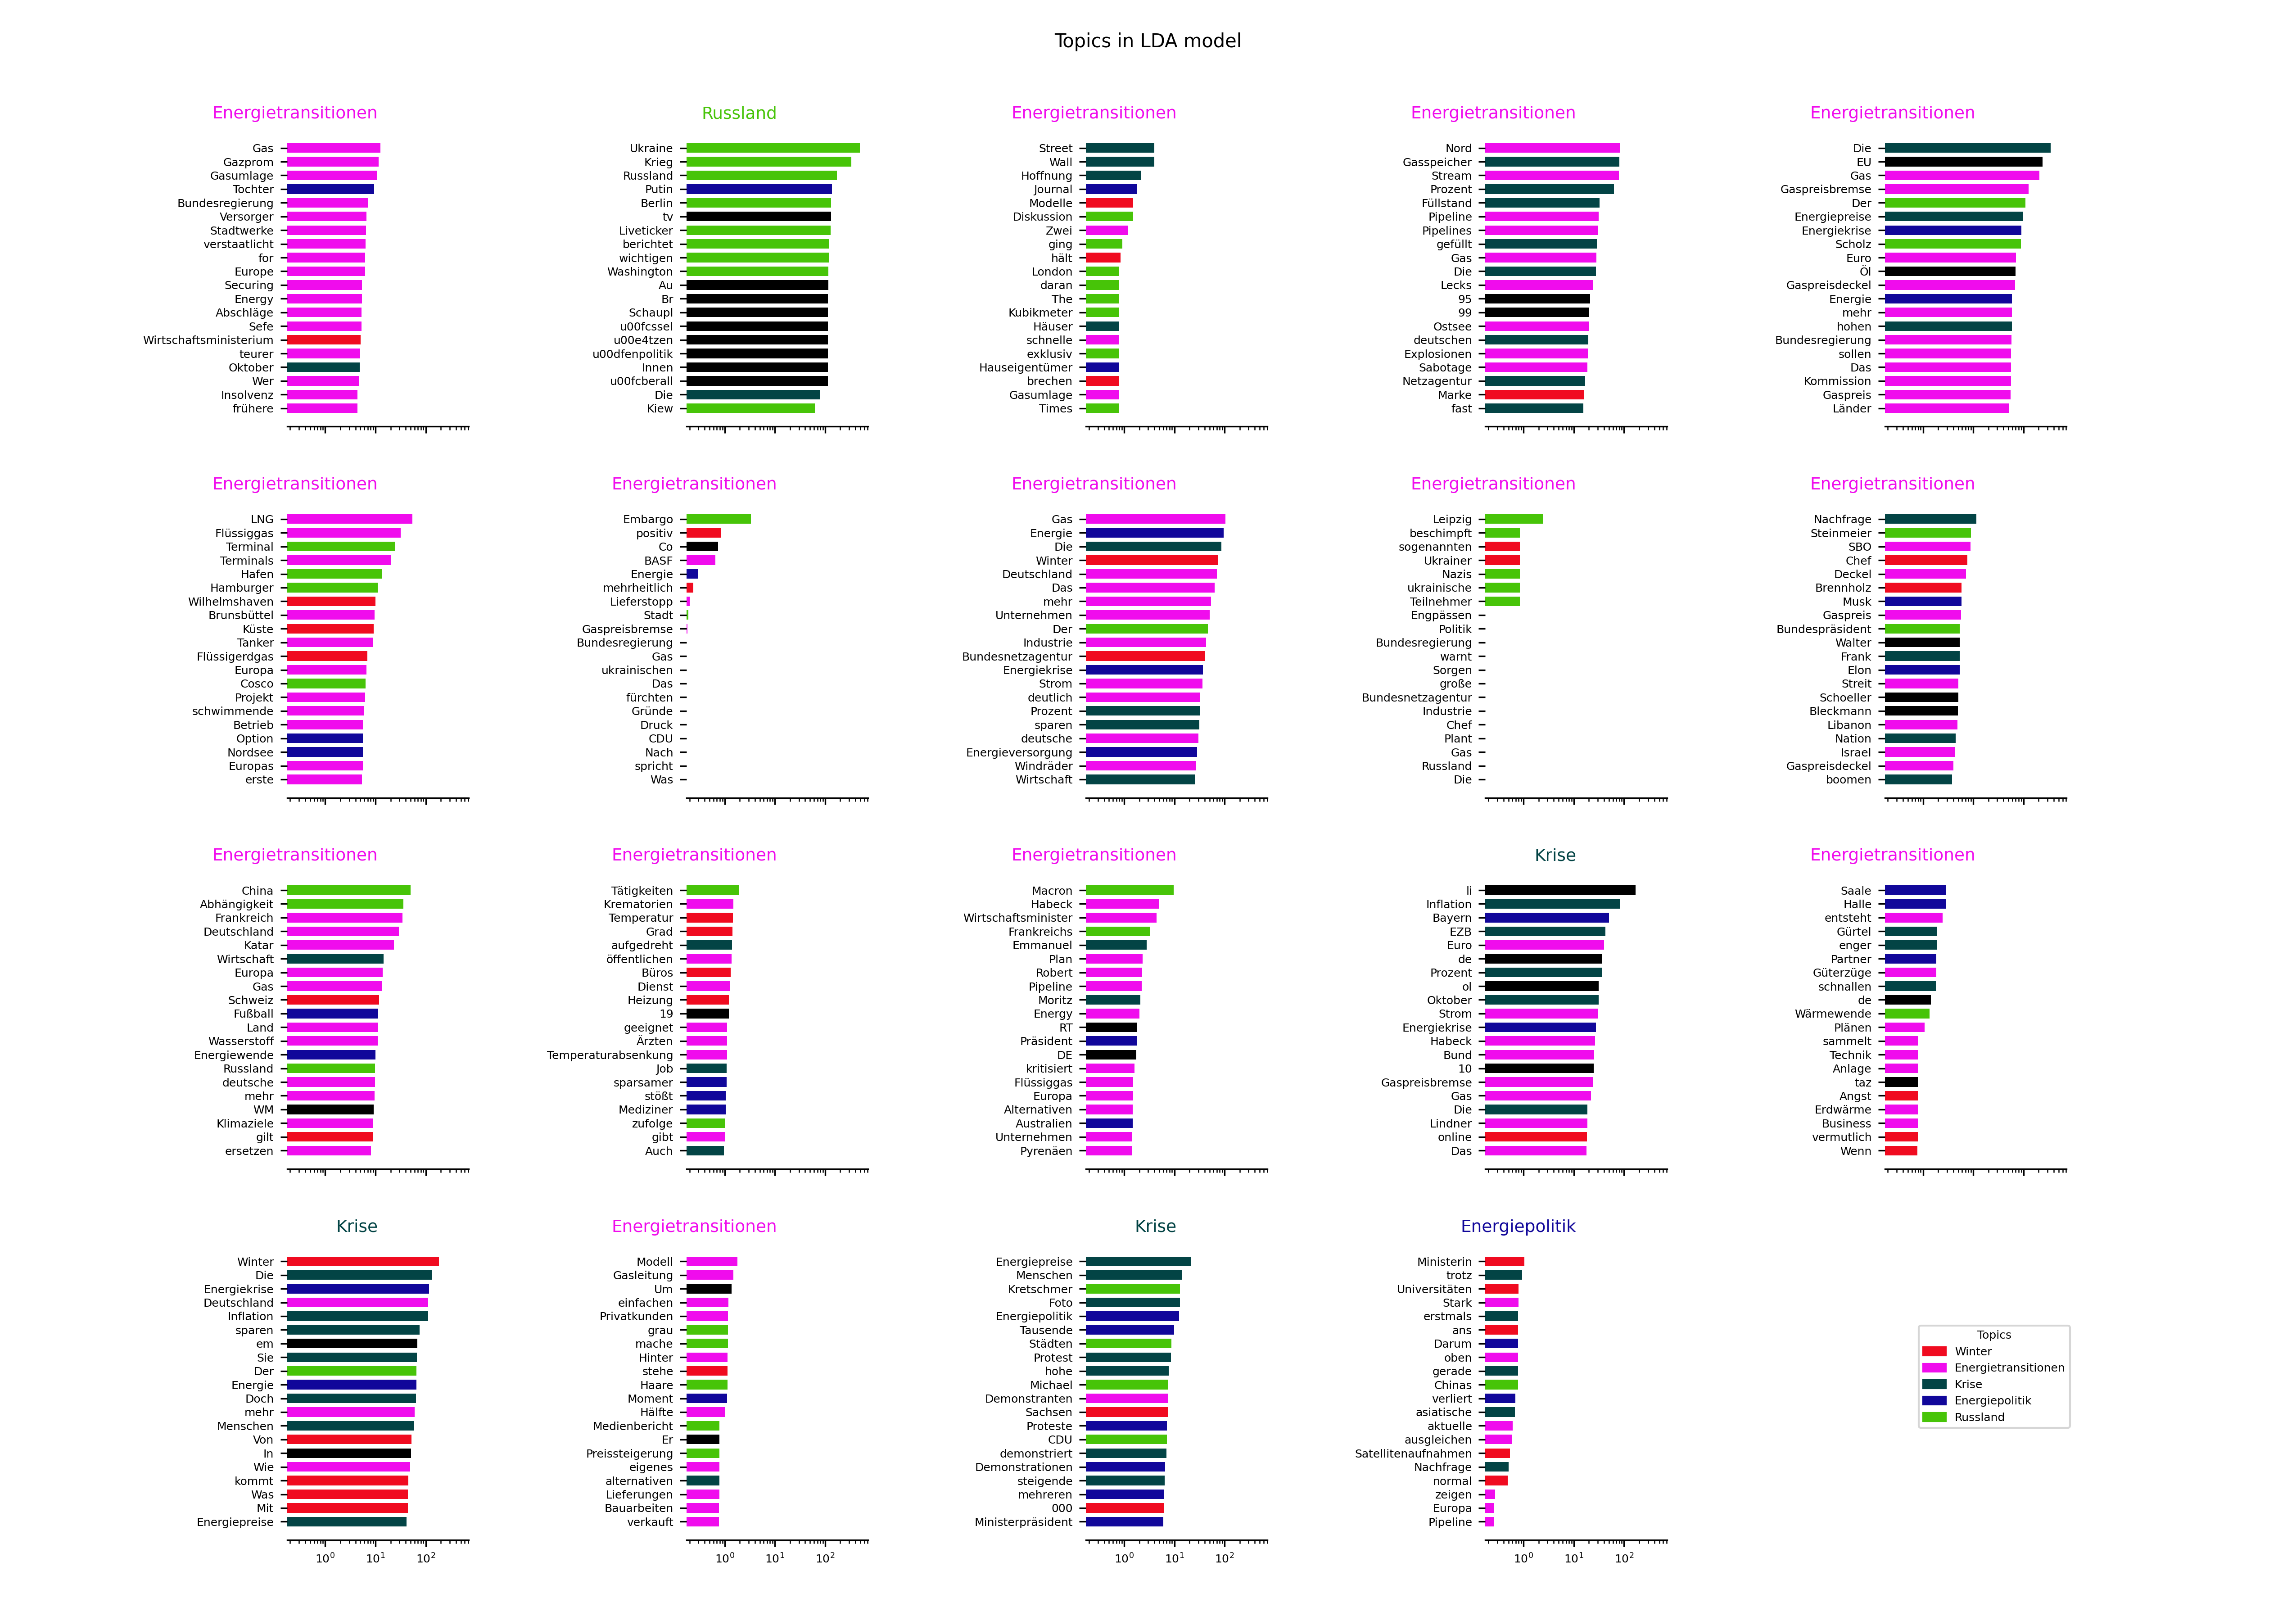 Topics in LDA model
Energietransitionen
Gas
Gazprom
Gasumlage
Tochter
Bundesregierung
Versorger
Stadtwerke
verstaatlicht
for
Europe
Securing
Energy
Abschläge
Sefe
Wirtschaftsministerium
teurer
Oktober
Wer
Insolvenz
frühere
Russland
Ukraine
Krieg
Russland
Putin
Berlin
tv
Liveticker
berichtet
wichtigen
Washington
Au
Br
Schaupl
u00fcssel
u00e4tzen
u00dfenpolitik
Innen
u00fcberall
Die
Kiew
Energietransitionen
Street
Wall
Hoffnung
Journal
Modelle
Diskussion
Zwei
ging
hält
London
daran
The
Kubikmeter
Häuser
schnelle
exklusiv
Hauseigentümer
brechen
Gasumlage
Times
Energietransitionen
Nord
Gasspeicher
Stream
Prozent
Füllstand
Pipeline
Pipelines
gefüllt
Gas
Die
Lecks
95
99
Ostsee
deutschen
Explosionen
Sabotage
Netzagentur
Marke
fast
Energietransitionen
Die
EU
Gas
Gaspreisbremse
Der
Energiepreise
Energiekrise
Scholz
Euro
Öl
Gaspreisdeckel
Energie
mehr
hohen
Bundesregierung
sollen
Das
Kommission
Gaspreis
Länder
Energietransitionen
LNG
Flüssiggas
Terminal
Terminals
Hafen
Hamburger
Wilhelmshaven
Brunsbüttel
Küste
Tanker
Flüssigerdgas
Europa
Cosco
Projekt
schwimmende
Betrieb
Option
Nordsee
Europas
erste
Energietransitionen
Embargo
positiv
Co
BASF
Energie
mehrheitlich
Lieferstopp
Stadt
Gaspreisbremse
Bundesregierung
Gas
ukrainischen
Das
fürchten
Gründe
Druck
CDU
Nach
spricht
Was
Energietransitionen
Gas
Energie
Die
Winter
Deutschland
Das
mehr
Unternehmen
Der
Industrie
Bundesnetzagentur
Energiekrise
Strom
deutlich
Prozent
sparen
deutsche
Energieversorgung
Windräder
Wirtschaft
Energietransitionen
Leipzig
beschimpft
sogenannten
Ukrainer
Nazis
ukrainische
Teilnehmer
Engpässen
Politik
Bundesregierung
warnt
Sorgen
große
Bundesnetzagentur
Industrie
Chef
Plant
Gas
Russland
Die
Energietransitionen
Nachfrage
Steinmeier
SBO
Chef
Deckel
Brennholz
Musk
Gaspreis
Bundespräsident
Walter
Frank
Elon
Streit
Schoeller
Bleckmann
Libanon
Nation
Israel
Gaspreisdeckel
boomen
Energietransitionen
China
Abhängigkeit
Frankreich
Deutschland
Katar
Wirtschaft
Europa
Gas
Schweiz
Fußball
Land
Wasserstoff
Energiewende
Russland
deutsche
mehr
WM
Klimaziele
gilt
ersetzen
Energietransitionen
Tätigkeiten
Krematorien
Temperatur
Grad
aufgedreht
öffentlichen
Büros
Dienst
Heizung
19
geeignet
Ärzten
Temperaturabsenkung
Job
sparsamer
stößt
Mediziner
zufolge
gibt
Auch
Energietransitionen
Macron
Habeck
Wirtschaftsminister
Frankreichs
Emmanuel
Plan
Robert
Pipeline
Moritz
Energy
RT
Präsident
DE
kritisiert
Flüssiggas
Europa
Alternativen
Australien
Unternehmen
Pyrenäen
Krise
li
Inflation
Bayern
EZB
Euro
de
Prozent
ol
Oktober
Strom
Energiekrise
Habeck
Bund
10
Gaspreisbremse
Gas
Die
Lindner
online
Das
Energietransitionen
Saale
Halle
entsteht
Gürtel
enger
Partner
Güterzüge
schnallen
de
Wärmewende
Plänen
sammelt
Technik
Anlage
taz
Angst
Erdwärme
Business
vermutlich
Wenn
Krise
Winter
Die
Energiekrise
Deutschland
Inflation
sparen
em
Sie
Der
Energie
Doch
mehr
Menschen
Von
In
Wie
kommt
Was
Mit
Energiepreise
10⁰ 10¹ 10²
Energietransitionen
Modell
Gasleitung
Um
einfachen
Privatkunden
grau
mache
Hinter
stehe
Haare
Moment
Hälfte
Medienbericht
Er
Preissteigerung
eigenes
alternativen
Lieferungen
Bauarbeiten
verkauft
10⁰ 10¹ 10²
Krise
Energiepreise
Menschen
Kretschmer
Foto
Energiepolitik
Tausende
Städten
Protest
hohe
Michael
Demonstranten
Sachsen
Proteste
CDU
demonstriert
Demonstrationen
steigende
mehreren
000
Ministerpräsident
10⁰ 10¹ 10²
Energiepolitik
Ministerin
trotz
Universitäten
Stark
erstmals
ans
Darum
oben
gerade
Chinas
verliert
asiatische
aktuelle
ausgleichen
Satellitenaufnahmen
Nachfrage
normal
zeigen
Europa
Pipeline
10⁰ 10¹ 10²
Topics
Winter
Energietransitionen
Krise
Energiepolitik
Russland